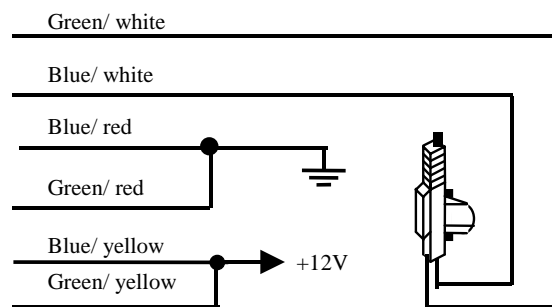 Green/ white
Blue/ white
Blue/ red
Green/ red
Blue/ yellow
+12V
Green/ yellow